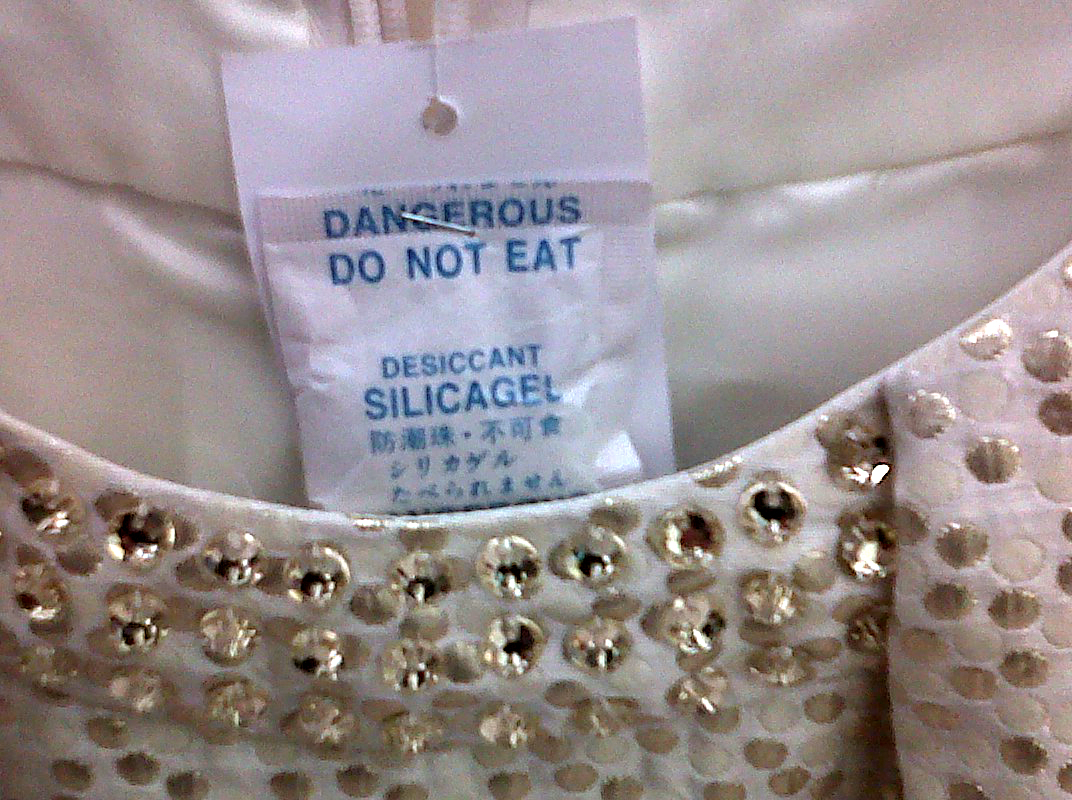 DANGEROUS
DO NOT EAT
DESICCANT
SILICAGEL
防潮珠・不可食
シリカゲル
たべられません